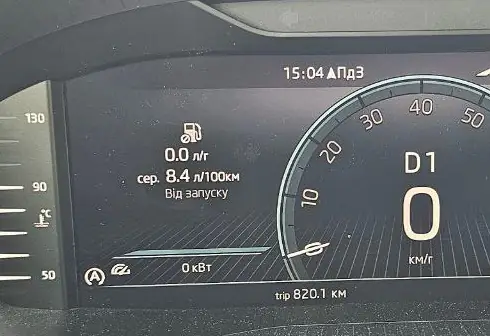 15:04 ▲ПдЗ
130
90
°C
50
0.0 л/г
сер. 8.4 л/100км
Від запуску
0 кВт
A
10
20
30
40
50
0
D1
0
км/г
trip 820.1 км